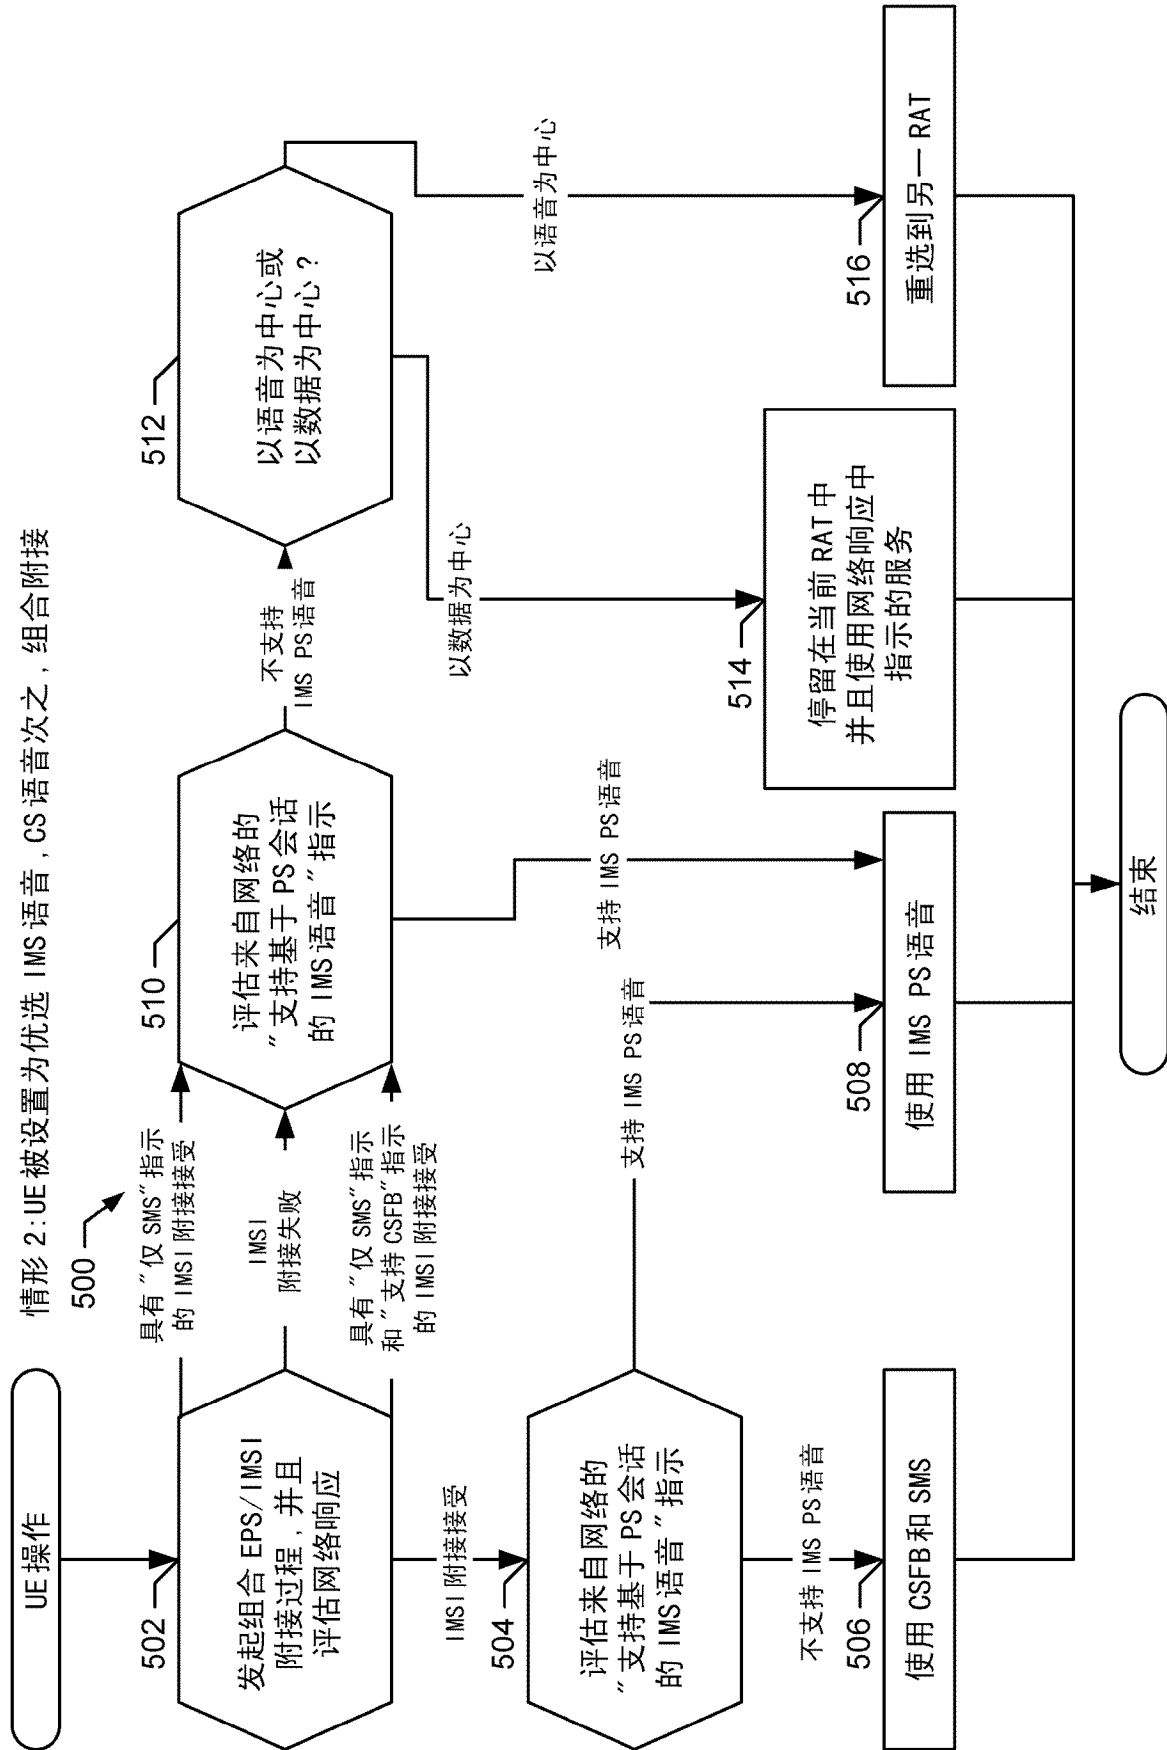 情形 2:UE 被设置为优选 IMS 语音,CS 语音次之,组合附接
500
UE 操作
502
发起组合 EPS/IMSI
附接过程,并且
评估网络响应
具有"仅 SMS"指示
的 IMSI 附接接受
IMSI
附接失败
具有"仅 SMS"指示
和"支持 CSFB"指示
的 IMSI 附接接受
510
评估来自网络的
"支持基于 PS 会话
的 IMS 语音"指示
不支持
IMS PS 语音
512
以语音为中心或
以数据为中心?
IMSI 附接接受
504
评估来自网络的
"支持基于 PS 会话
的 IMS 语音"指示
支持 IMS PS 语音
支持 IMS PS 语音
以数据为中心
以语音为中心
不支持 IMS PS 语音
506
使用 CSFB 和 SMS
508
使用 IMS PS 语音
514
停留在当前 RAT 中
并且使用网络响应中
指示的服务
516
重选到另一 RAT
结束